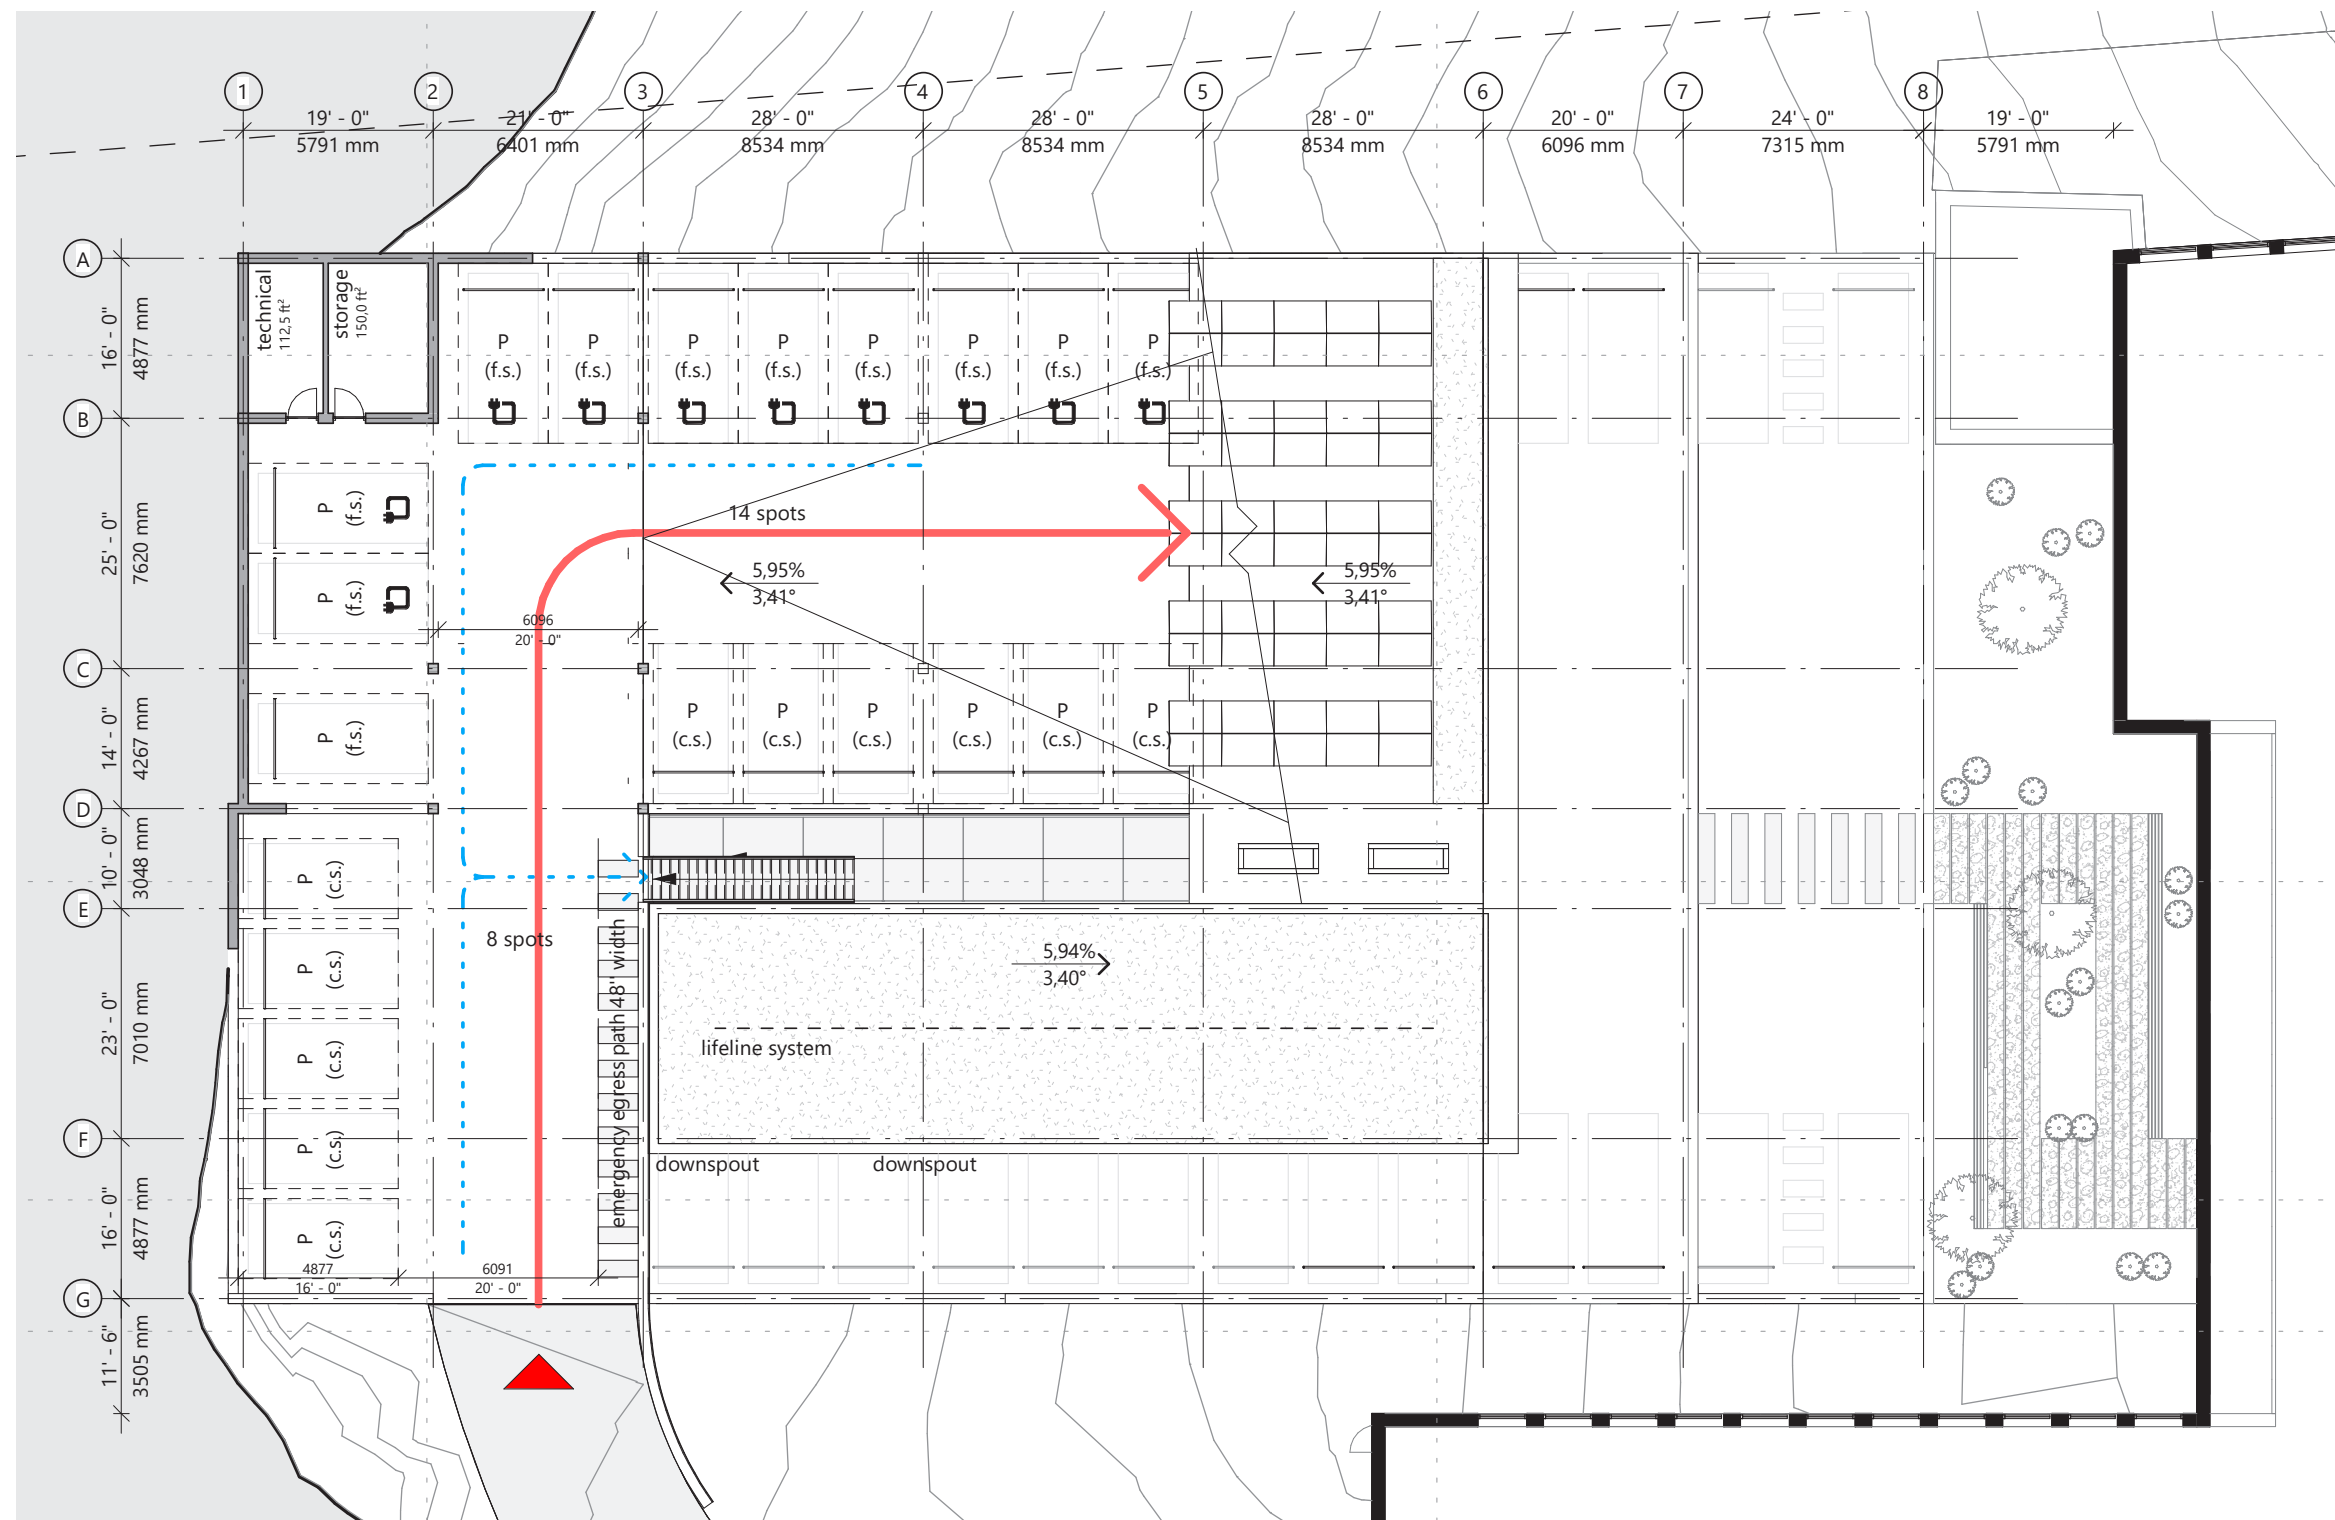 1 2 3 4 5 6 7 8
19' - 0" 21' - 0" 28' - 0" 28' - 0" 28' - 0" 20' - 0" 24' - 0" 19' - 0"
5791 mm 6401 mm 8534 mm 8534 mm 8534 mm 6096 mm 7315 mm 5791 mm
A
16' - 0"
4877 mm
B
25' - 0"
7620 mm
C
14' - 0"
4267 mm
D
10' - 0"
3048 mm
E
23' - 0"
7010 mm
F
16' - 0"
4877 mm
G
11' - 6"
3505 mm
technical
112,5 ft²
storage
150,0 ft²
P P P P P P P P
(f.s.) (f.s.) (f.s.) (f.s.) (f.s.) (f.s.) (f.s.) (f.s.)
P
(f.s.)
P
(f.s.)
P
(f.s.)
14 spots
5,95%
3,41°
5,95%
3,41°
6096
20' - 0"
P P P P P P
(c.s.) (c.s.) (c.s.) (c.s.) (c.s.) (c.s.)
P
(c.s.)
P
(c.s.)
P
(c.s.)
P
(c.s.)
P
(c.s.)
8 spots
emergency egress path 48" width
5,94%
3,40°
lifeline system
downspout downspout
4877
16' - 0"
6091
20' - 0"